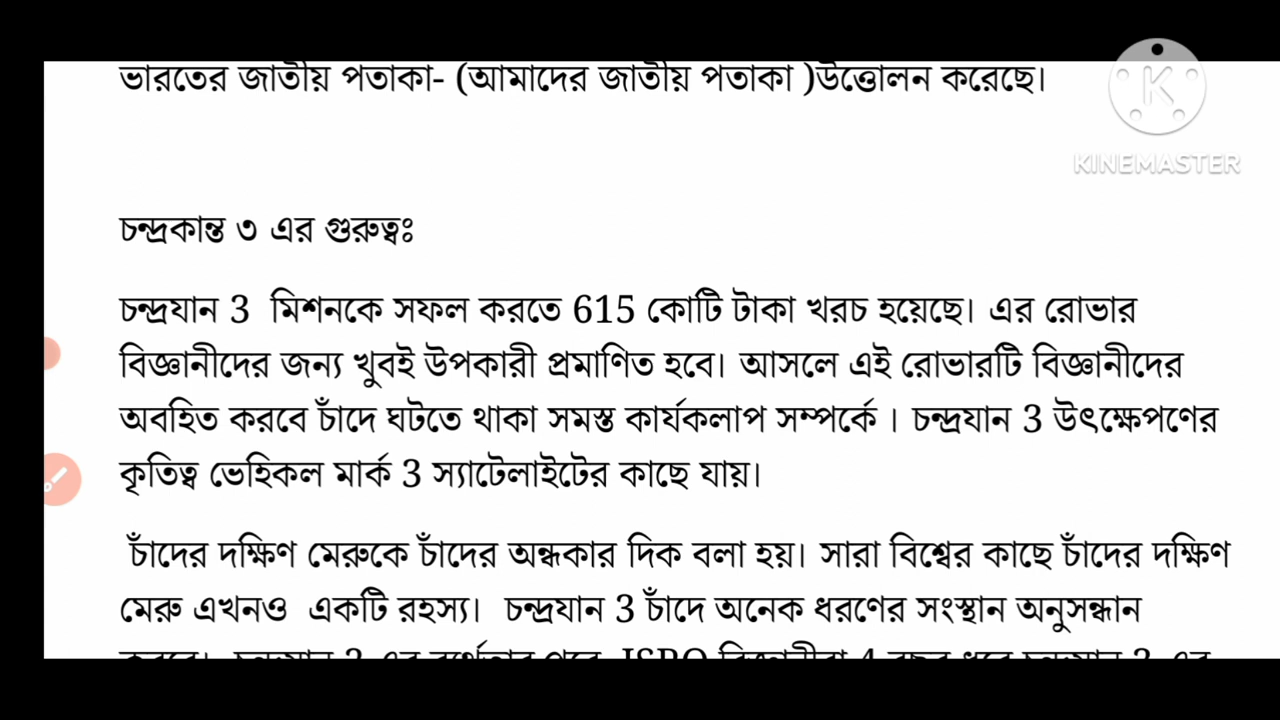 ভারতের জাতীয় পতাকা- (আমাদের জাতীয় পতাকা )উত্তোলন করেছে।
KINEMASTER
চন্দ্রকান্ত ৩ এর গুরুত্বঃ
চন্দ্রযান 3 মিশনকে সফল করতে 615 কোটি টাকা খরচ হয়েছে। এর রোভার
বিজ্ঞানীদের জন্য খুবই উপকারী প্রমাণিত হবে। আসলে এই রোভারটি বিজ্ঞানীদের
অবহিত করবে চাঁদে ঘটতে থাকা সমস্ত কার্যকলাপ সম্পর্কে । চন্দ্রযান 3 উৎক্ষেপণের
কৃতিত্ব ভেহিকল মার্ক 3 স্যাটেলাইটের কাছে যায়।
চাঁদের দক্ষিণ মেরুকে চাঁদের অন্ধকার দিক বলা হয়। সারা বিশ্বের কাছে চাঁদের দক্ষিণ
মেরু এখনও একটি রহস্য। চন্দ্রযান 3 চাঁদে অনেক ধরণের সংস্থান অনুসন্ধান